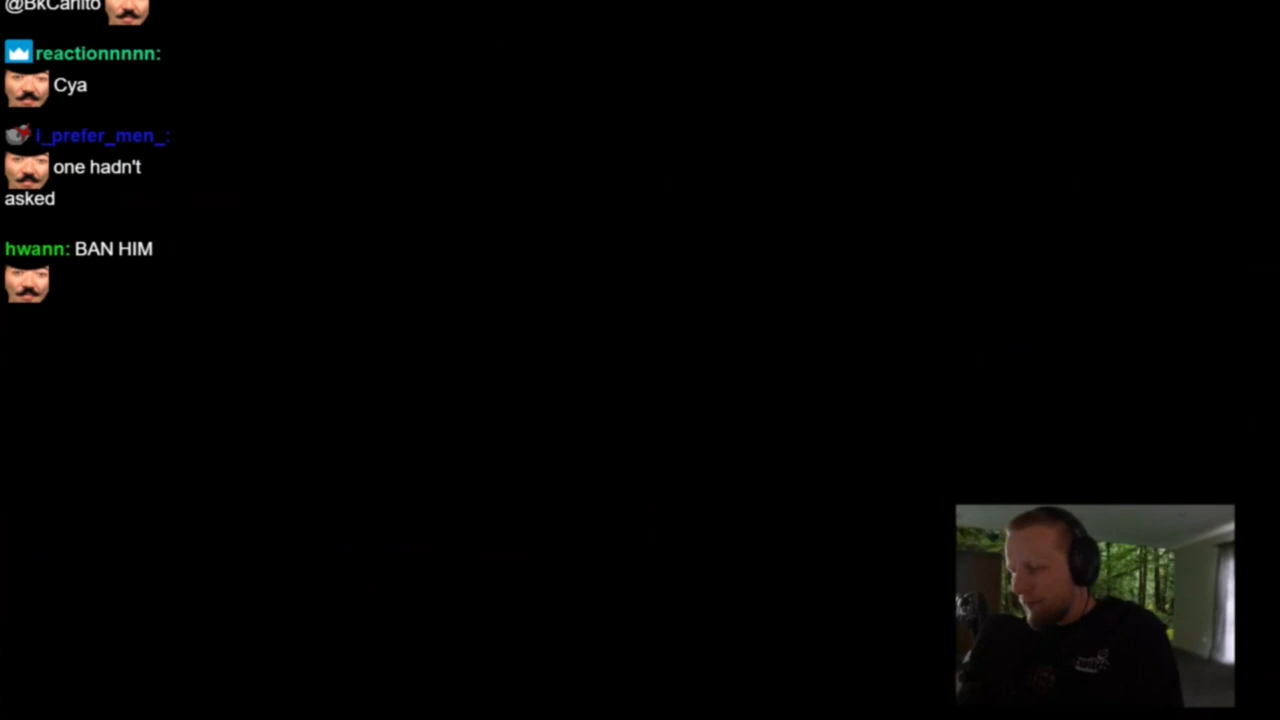 @BkCarlito
reactionnnnn:
Cya
i_prefer_men_:
one hadn't
asked
hwann: BAN HIM